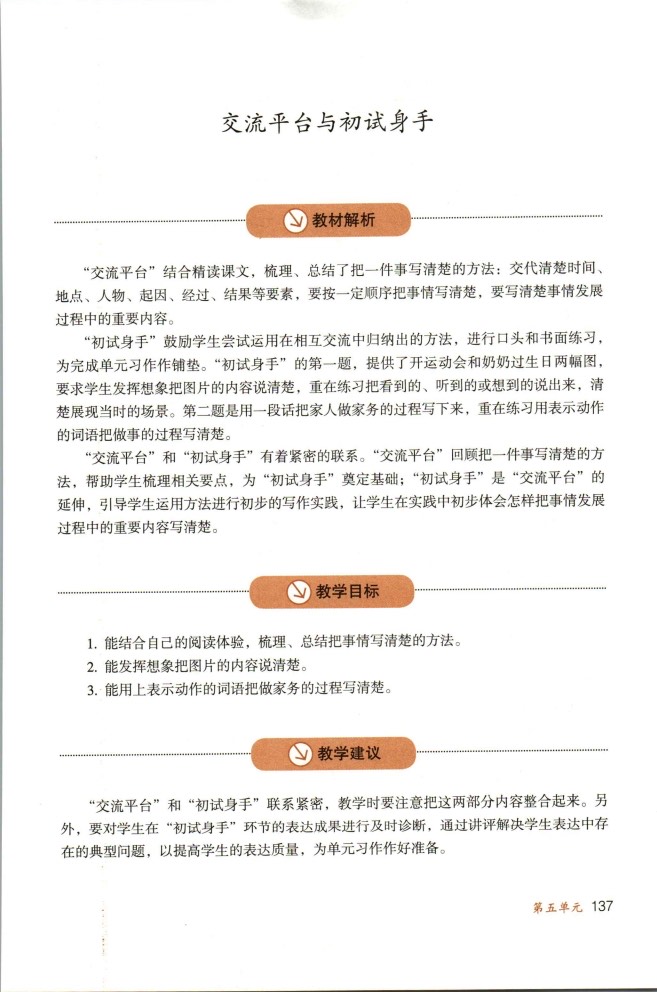 交流平台与初试身手
教材解析
“交流平台”结合精读课文，梳理、总结了把一件事写清楚的方法：交代清楚时间、
地点、人物、起因、经过、结果等要素，要按一定顺序把事情写清楚，要写清楚事情发展
过程中的重要内容。
“初试身手”鼓励学生尝试运用在相互交流中归纳出的方法，进行口头和书面练习，
为完成单元习作作铺垫。“初试身手”的第一题，提供了开运动会和奶奶过生日两幅图，
要求学生发挥想象把图片的内容说清楚，重在练习把看到的、听到的或想到的说出来，清
楚展现当时的场景。第二题是用一段话把家人做家务的过程写下来，重在练习用表示动作
的词语把做事的过程写清楚。
“交流平台”和“初试身手”有着紧密的联系。“交流平台”回顾把一件事写清楚的方
法，帮助学生梳理相关要点，为“初试身手”奠定基础；“初试身手”是“交流平台”的
延伸，引导学生运用方法进行初步的写作实践，让学生在实践中初步体会怎样把事情发展
过程中的重要内容写清楚。
教学目标
1. 能结合自己的阅读体验，梳理、总结把事情写清楚的方法。
2. 能发挥想象把图片的内容说清楚。
3. 能用上表示动作的词语把做家务的过程写清楚。
教学建议
“交流平台”和“初试身手”联系紧密，教学时要注意把这两部分内容整合起来。另
外，要对学生在“初试身手”环节的表达成果进行及时诊断，通过讲评解决学生表达中存
在的典型问题，以提高学生的表达质量，为单元习作作好准备。
第五单元 137